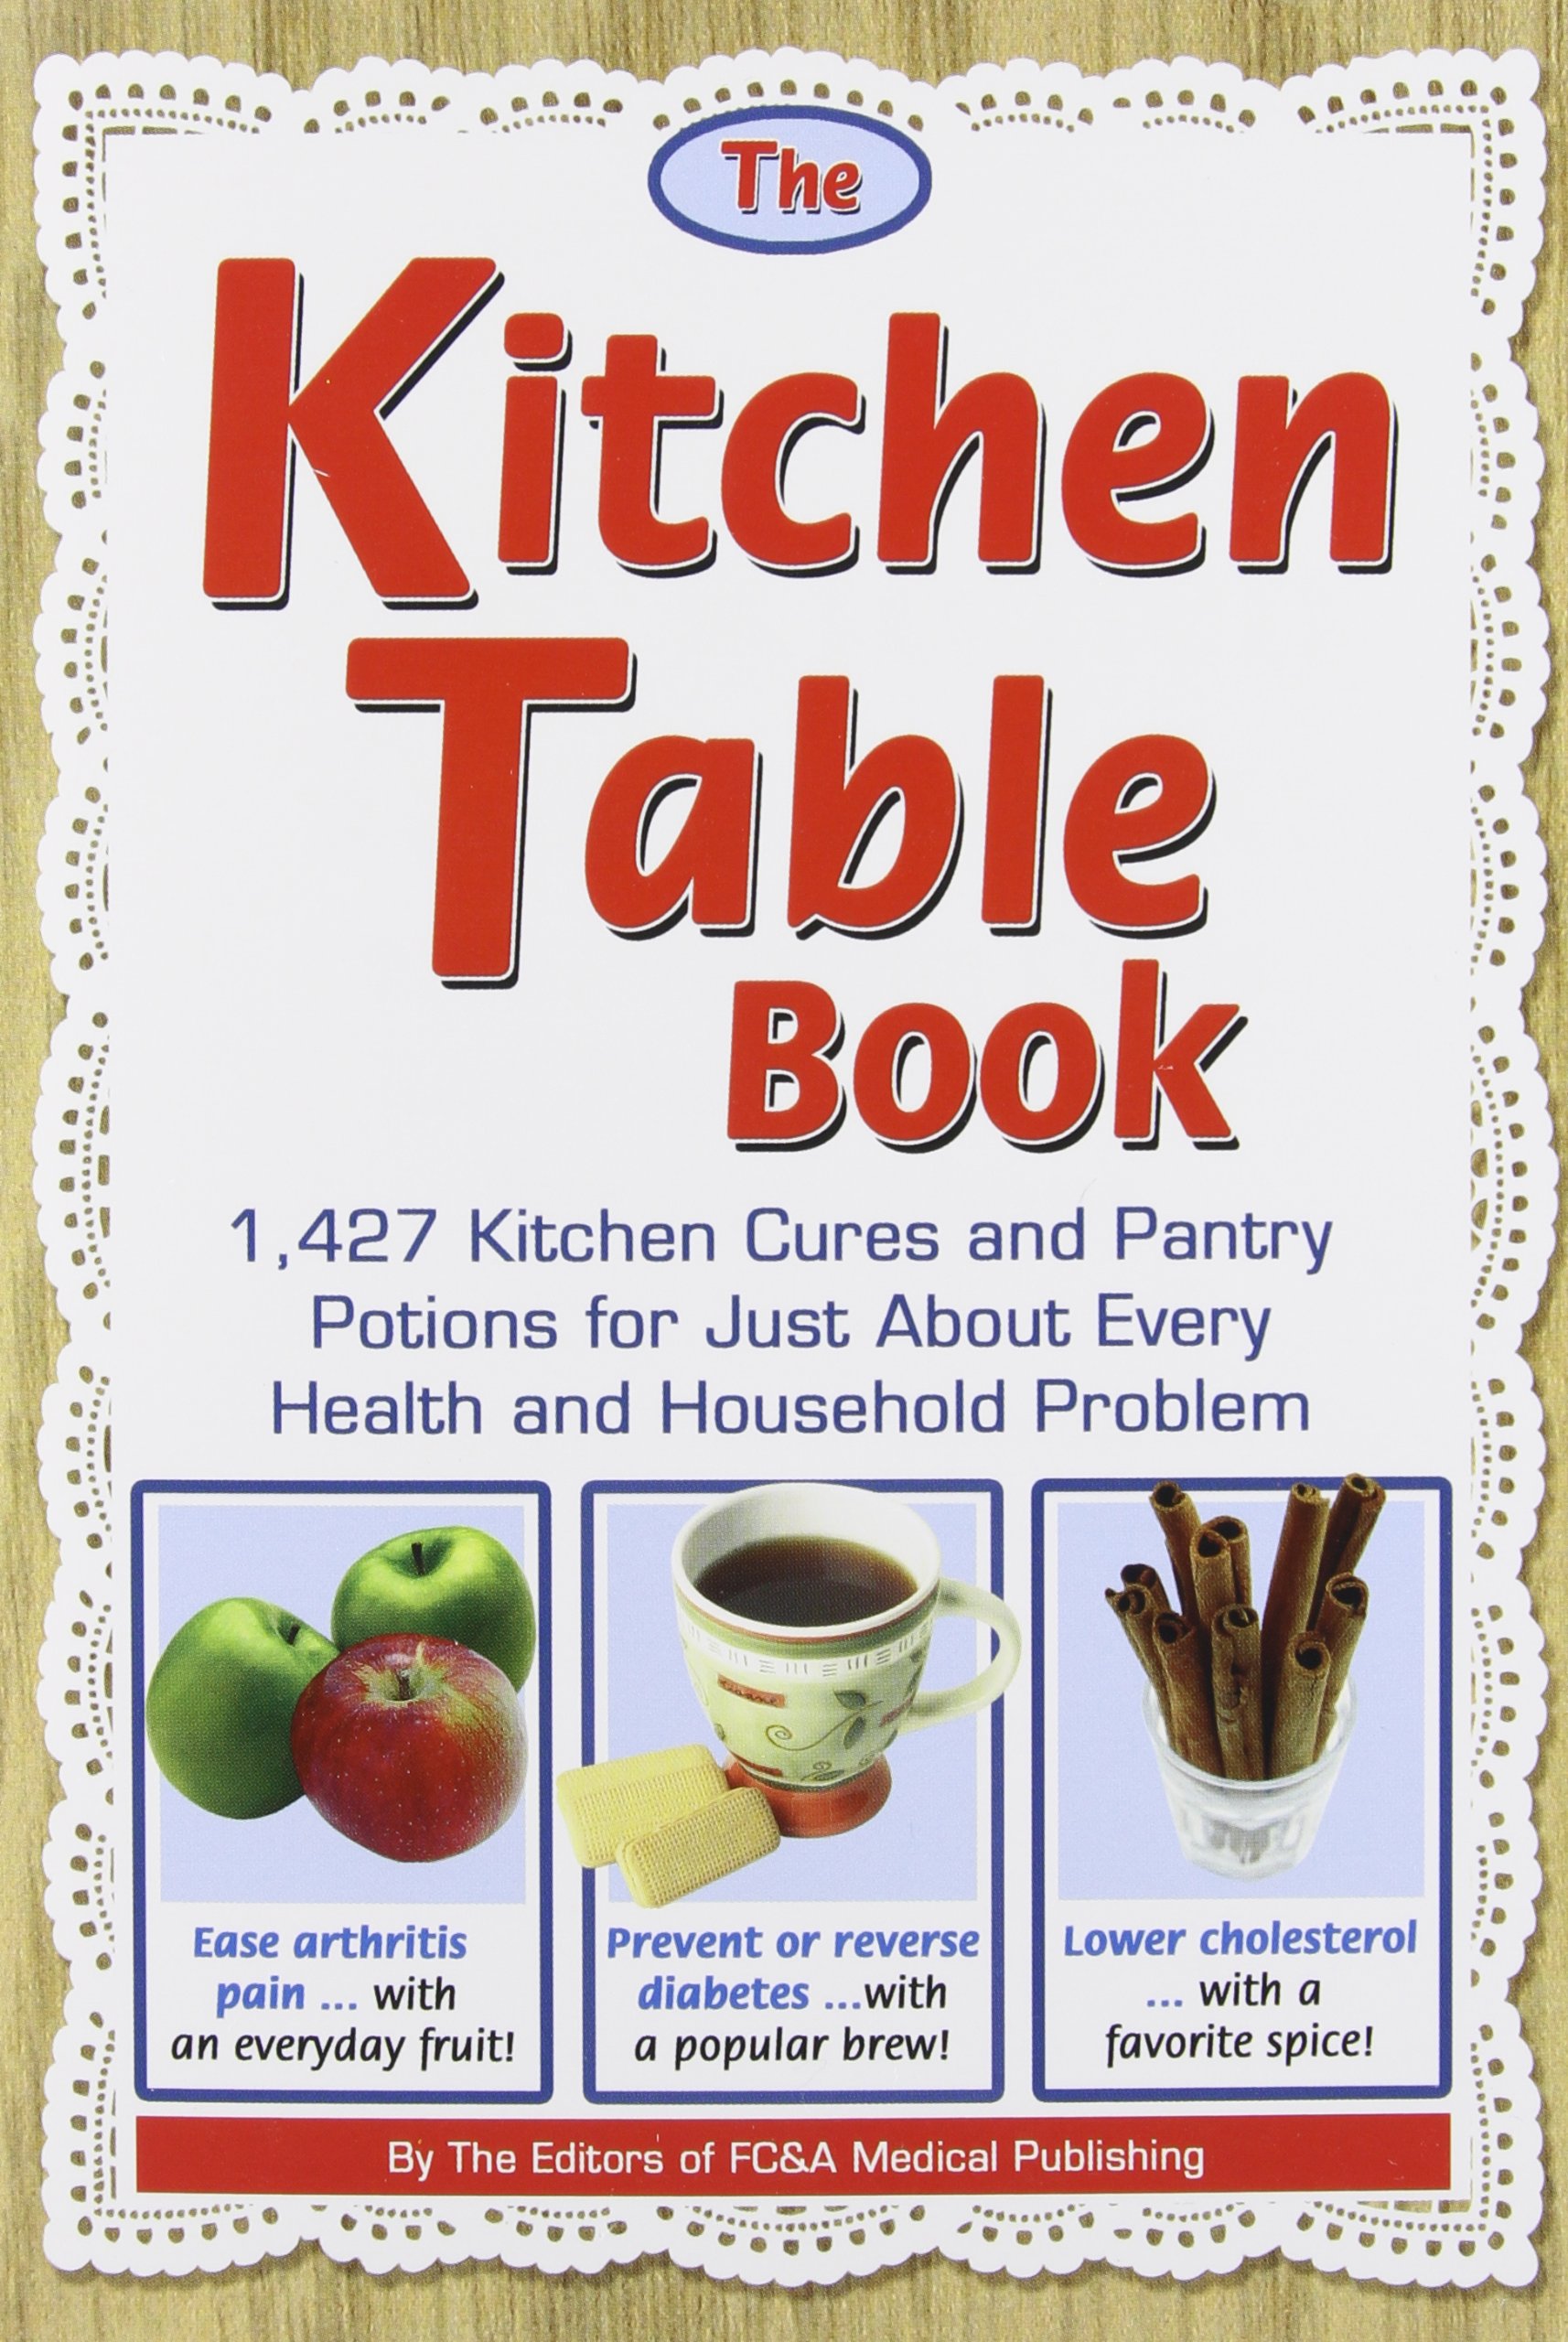 The
Kitchen
Table
Book
1,427 Kitchen Cures and Pantry
Potions for Just About Every
Health and Household Problem
Ease arthritis
pain ... with
an everyday fruit!
Prevent or reverse
diabetes ...with
a popular brew!
Lower cholesterol
... with a
favorite spice!
By The Editors of FC&A Medical Publishing